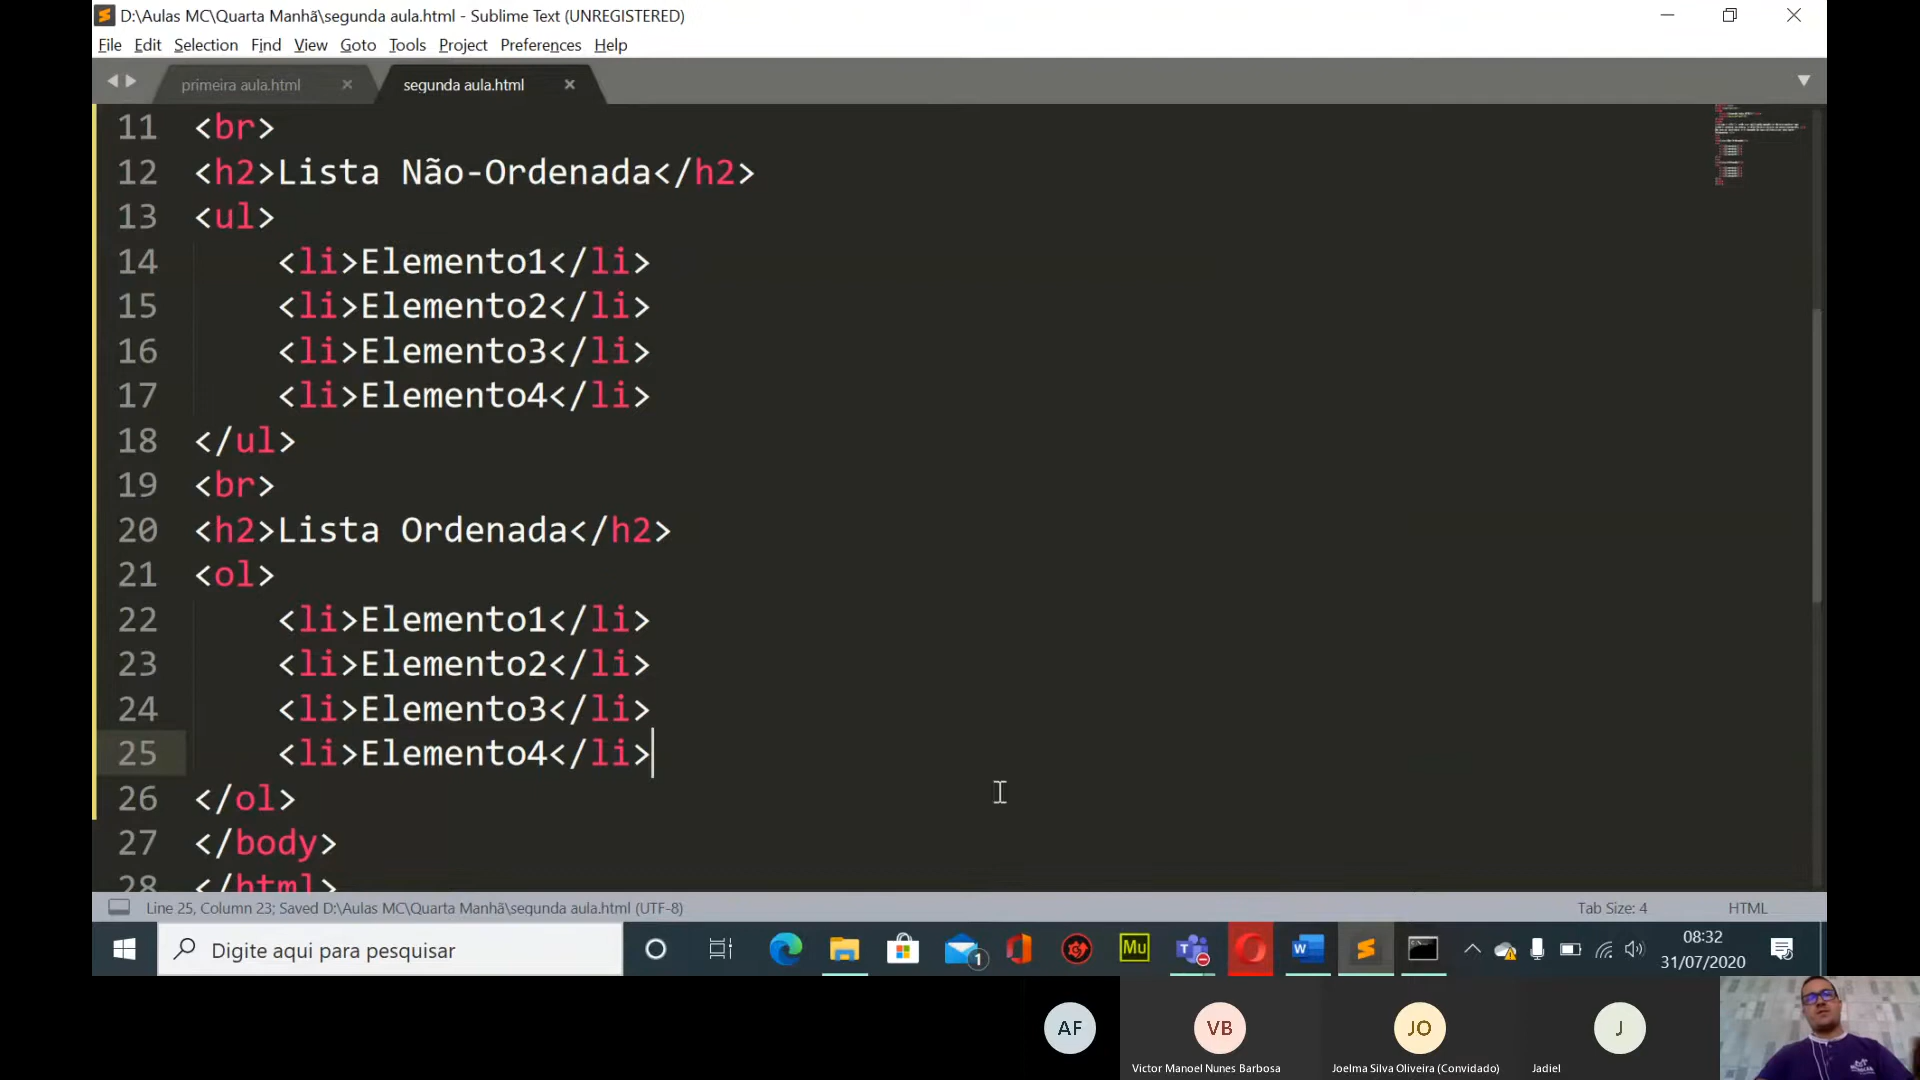 D:\Aulas MC\Quarta Manhã\segunda aula.html - Sublime Text (UNREGISTERED)
File Edit Selection Find View Goto Tools Project Preferences Help
primeira aula.html segunda aula.html
11 <br>
12 <h2>Lista Não-Ordenada</h2>
13 <ul>
14 <li>Elemento1</li>
15 <li>Elemento2</li>
16 <li>Elemento3</li>
17 <li>Elemento4</li>
18 </ul>
19 <br>
20 <h2>Lista Ordenada</h2>
21 <ol>
22 <li>Elemento1</li>
23 <li>Elemento2</li>
24 <li>Elemento3</li>
25 <li>Elemento4</li>
26 </ol>
27 </body>
28 </html>
Line 25, Column 23; Saved D:\Aulas MC\Quarta Manhã\segunda aula.html (UTF-8) Tab Size: 4 HTML
Digite aqui para pesquisar 1 Mu 08:32
31/07/2020
AF VB JO J
Victor Manoel Nunes Barbosa Joelma Silva Oliveira (Convidado) Jadiel